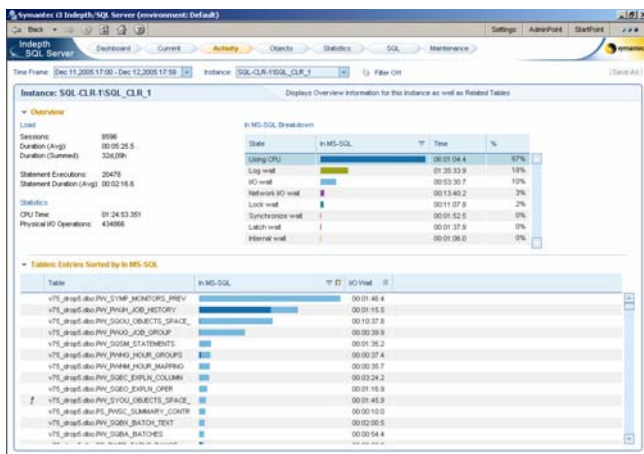 Symantec i3 Indepth/SQL Server (environment: Default)
Back Settings AdminPoint StartPoint
Indepth SQL Server Dashboard Current Activity Objects Statistics SQL Maintenance symantec
Time Frame: Dec 11,2005 17:00 - Dec 12,2005 17:59 Instance: SQL-CLR-1\SQL_CLR_1 Filter Off (Save As)
Instance: SQL-CLR-1\SQL_CLR_1 Displays Overview Information for this Instance as well as Related Tables
Overview
Load In MS-SQL Breakdown
Sessions: 8596
Duration (Avg): 00:05:25.5
Duration (Summed): 32d,09h
Statement Executions: 20478
Statement Duration (Avg): 00:02:16.6
Statistics
CPU Time: 01:24:53.351
Physical I/O Operations: 434866
State In MS-SQL Time %
Using CPU 06:01:04.4 67%
Log wait 01:35:33.9 18%
I/O wait 00:53:30.7 10%
Network I/O wait 00:13:40.2 3%
Lock wait 00:11:07.8 2%
Synchronize wait 00:01:52.5 0%
Latch wait 00:01:37.9 0%
Internal wait 00:01:06.0 0%
Tables: Entries Sorted by In MS-SQL
Table In MS-SQL I/O Wait
v75_drop5.dbo.PW_SYMP_MONITORS_PREV 00:01:46.4
v75_drop5.dbo.PWJH_JOB_HISTORY 00:01:15.5
v75_drop5.dbo.PW_SGOU_OBJECTS_SPACE_ 00:10:37.8
v75_drop5.dbo.PWJG_JOB_GROUP 00:00:39.9
v75_drop5.dbo.PW_SQSM_STATEMENTS 00:01:35.2
v75_drop5.dbo.PWHG_HOUR_GROUPS 00:00:37.4
v75_drop5.dbo.PWHM_HOUR_MAPPING 00:00:35.7
v75_drop5.dbo.PW_SGEC_EXPLN_COLUMN 00:03:24.2
v75_drop5.dbo.PW_SGEO_EXPLN_OPER 00:01:16.9
! v75_drop5.dbo.PW_SYOU_OBJECTS_SPACE_ 00:01:45.9
v75_drop5.dbo.PS_PWSC_SUMMARY_CONTR 00:00:10.0
v75_drop5.dbo.PW_SGBX_BATCH_TEXT 00:02:00.5
v75_drop5.dbo.PW_SGBA_BATCHES 00:00:54.4